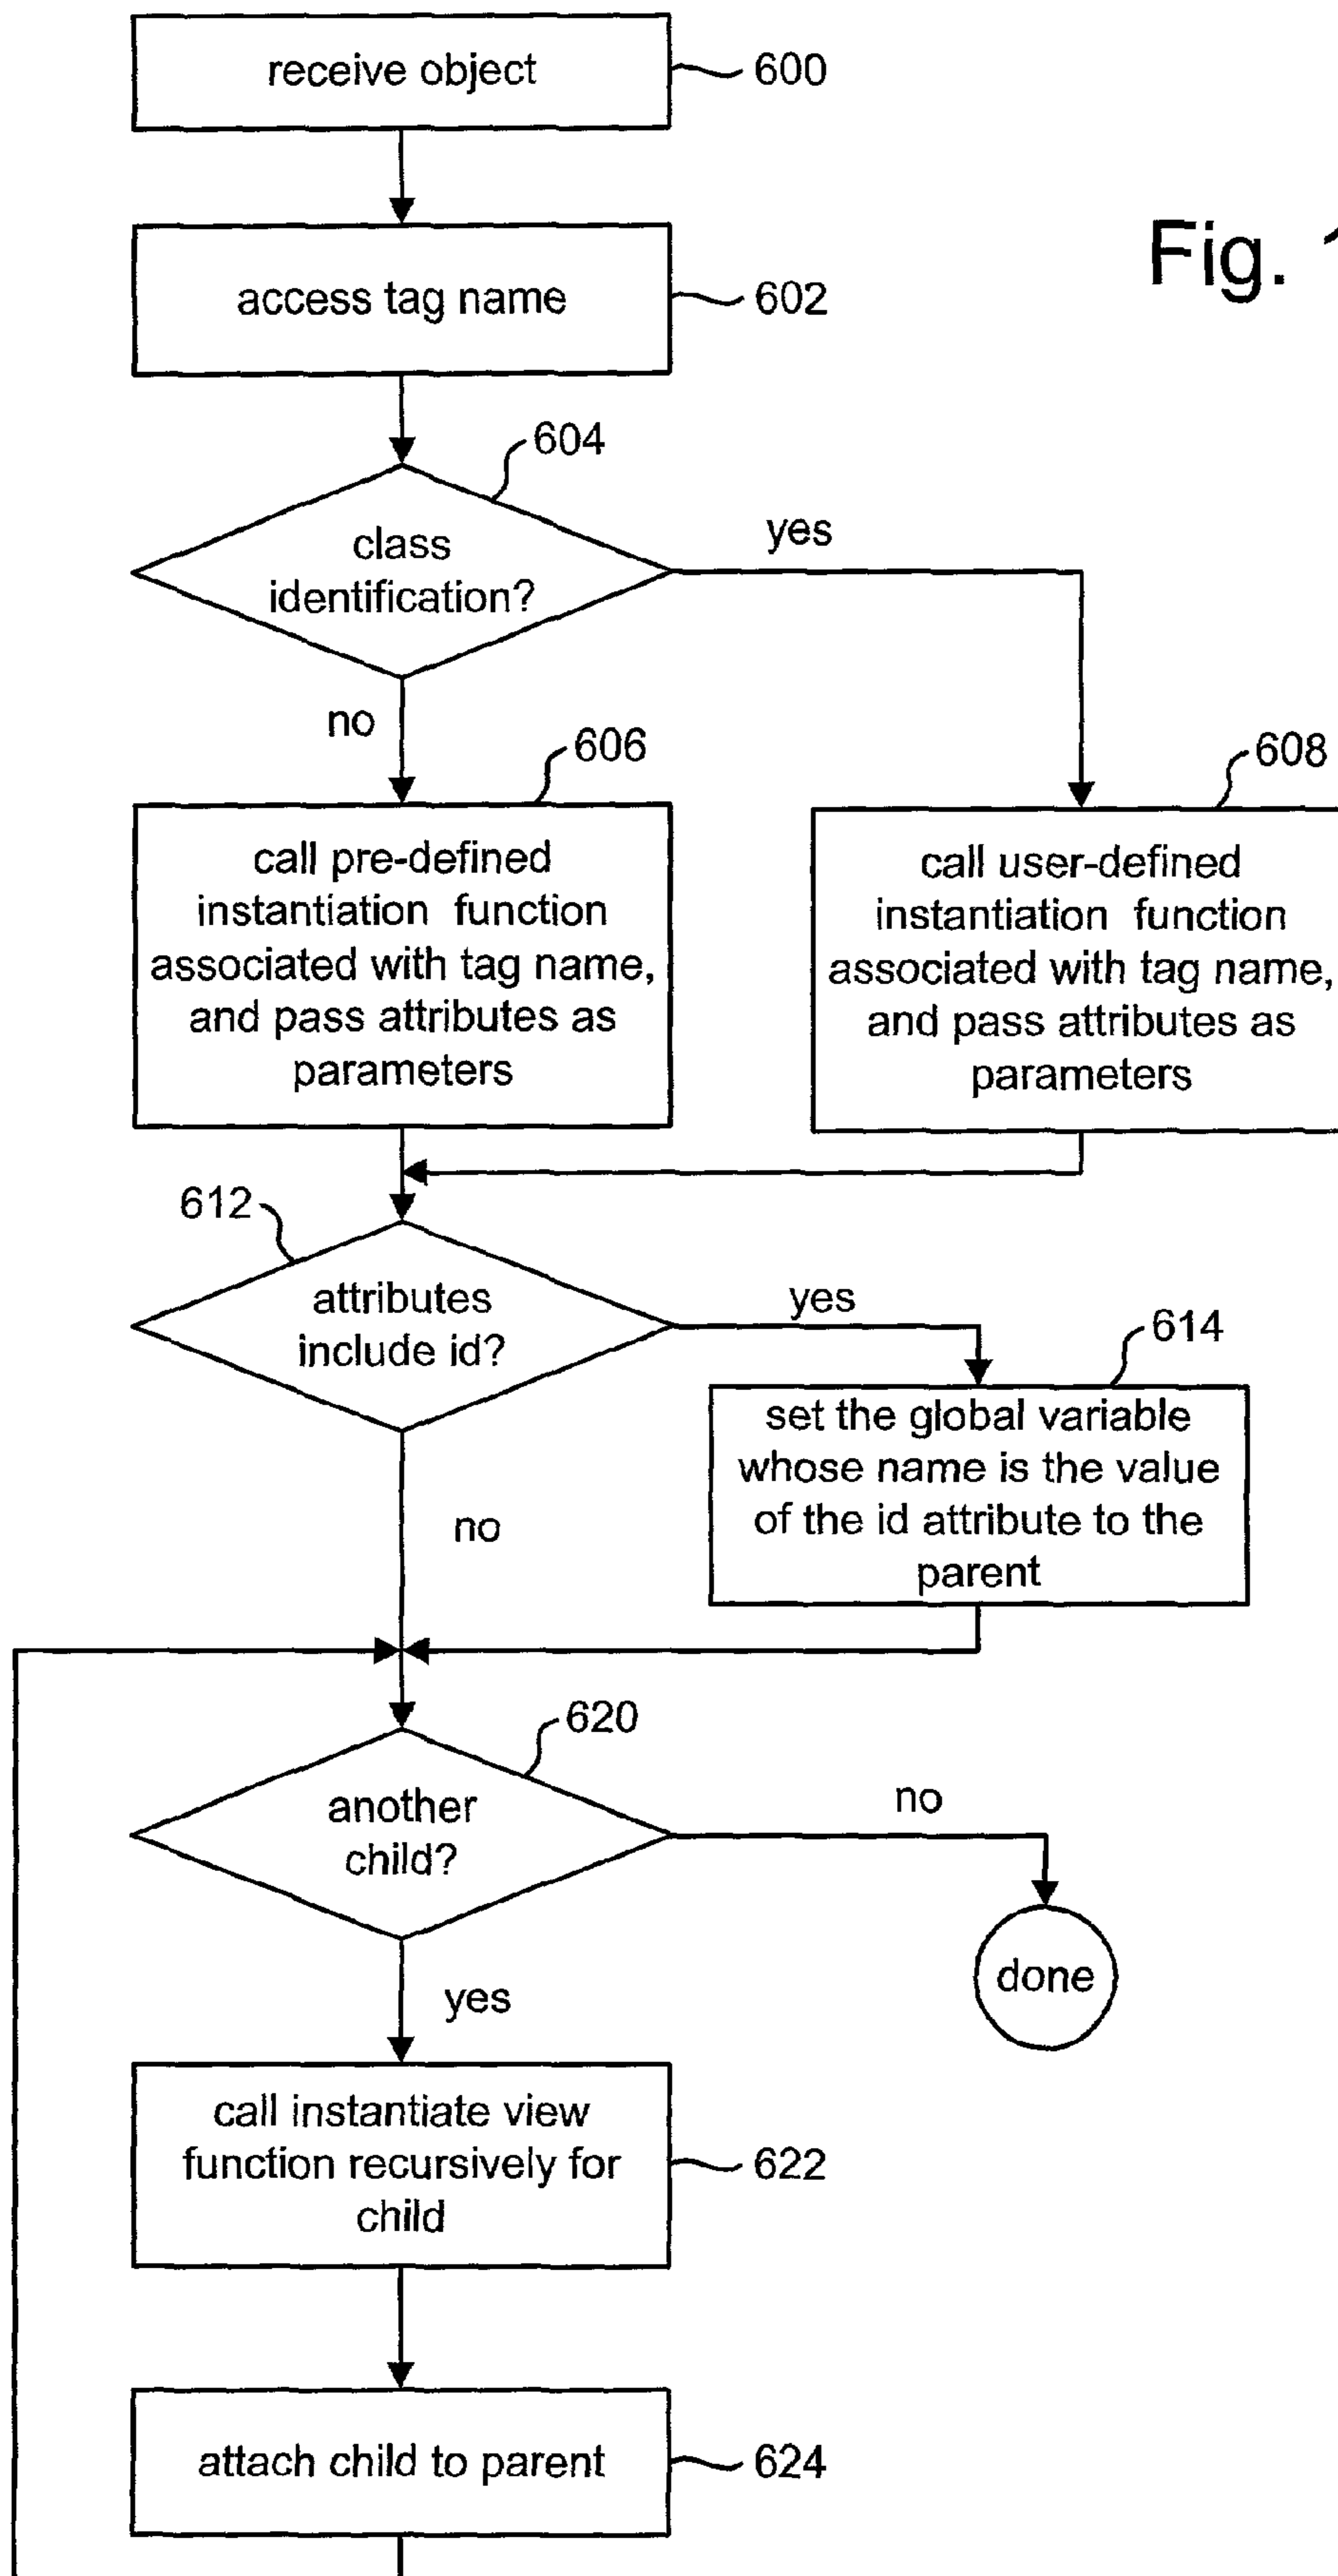 receive object
600
Fig. 1
access tag name
602
604
class
identification?
yes
no
606
608
call pre-defined
instantiation function
associated with tag name,
and pass attributes as
parameters
call user-defined
instantiation function
associated with tag name,
and pass attributes as
parameters
612
attributes
include id?
yes
614
set the global variable
whose name is the value
of the id attribute to the
parent
no
620
another
child?
no
done
yes
call instantiate view
function recursively for
child
622
attach child to parent
624